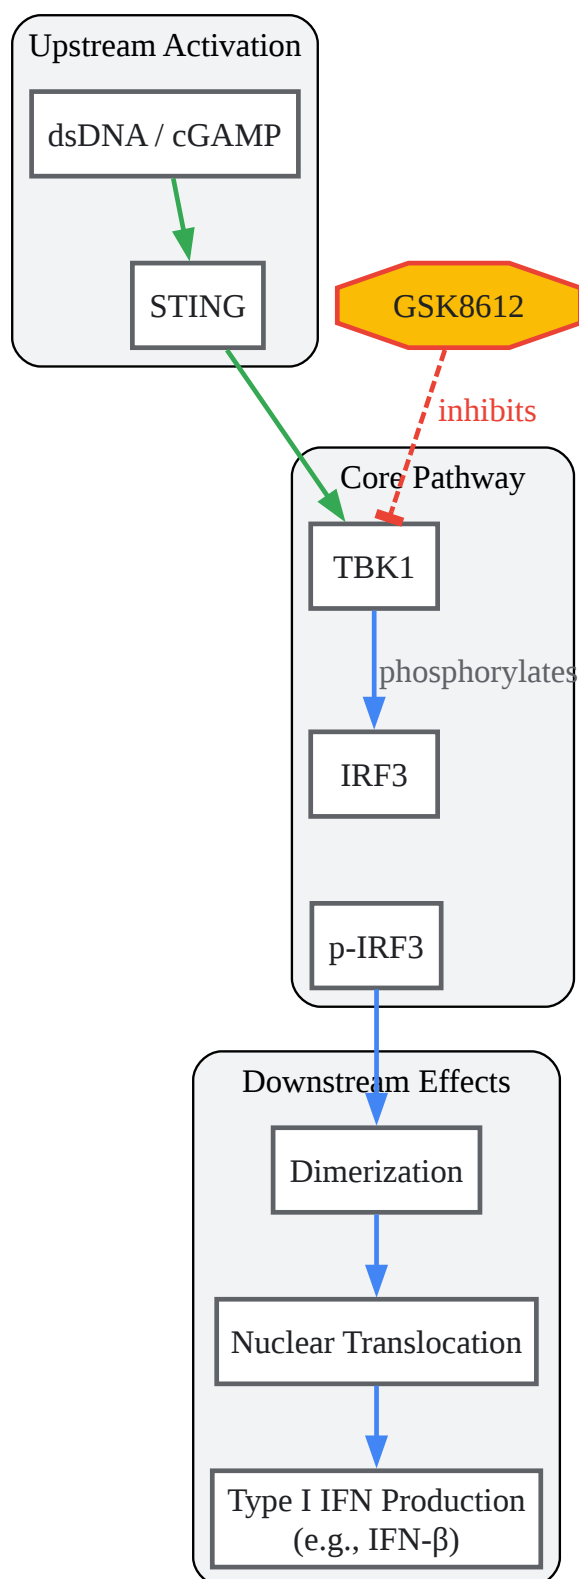 Upstream Activation
dsDNA / cGAMP
STING
GSK8612
inhibits
Core Pathway
TBK1
phosphorylates
IRF3
p-IRF3
Downstream Effects
Dimerization
Nuclear Translocation
Type I IFN Production
(e.g., IFN-β)